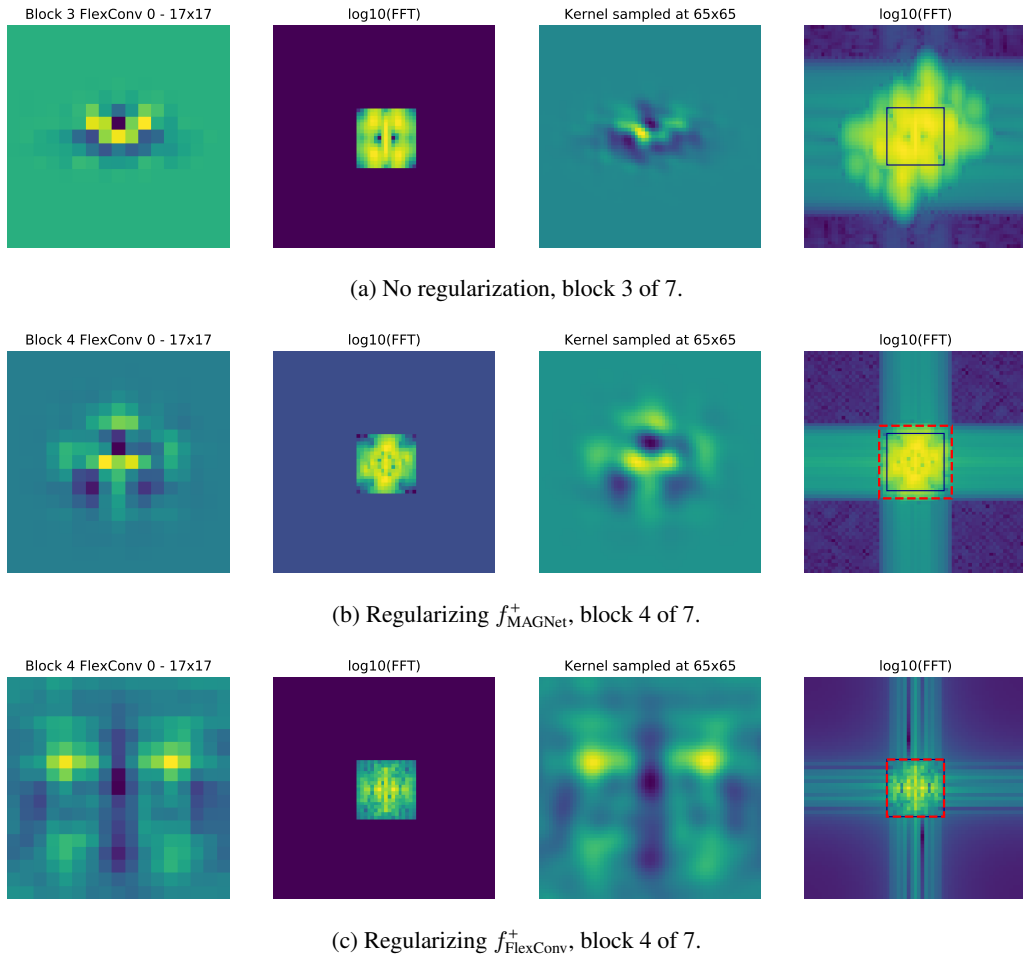 Block 3 FlexConv 0 - 17x17 log10(FFT) Kernel sampled at 65x65 log10(FFT)
(a) No regularization, block 3 of 7.
Block 4 FlexConv 0 - 17x17 log10(FFT) Kernel sampled at 65x65 log10(FFT)
(b) Regularizing f⁺MAGNet, block 4 of 7.
Block 4 FlexConv 0 - 17x17 log10(FFT) Kernel sampled at 65x65 log10(FFT)
(c) Regularizing f⁺FlexConv, block 4 of 7.